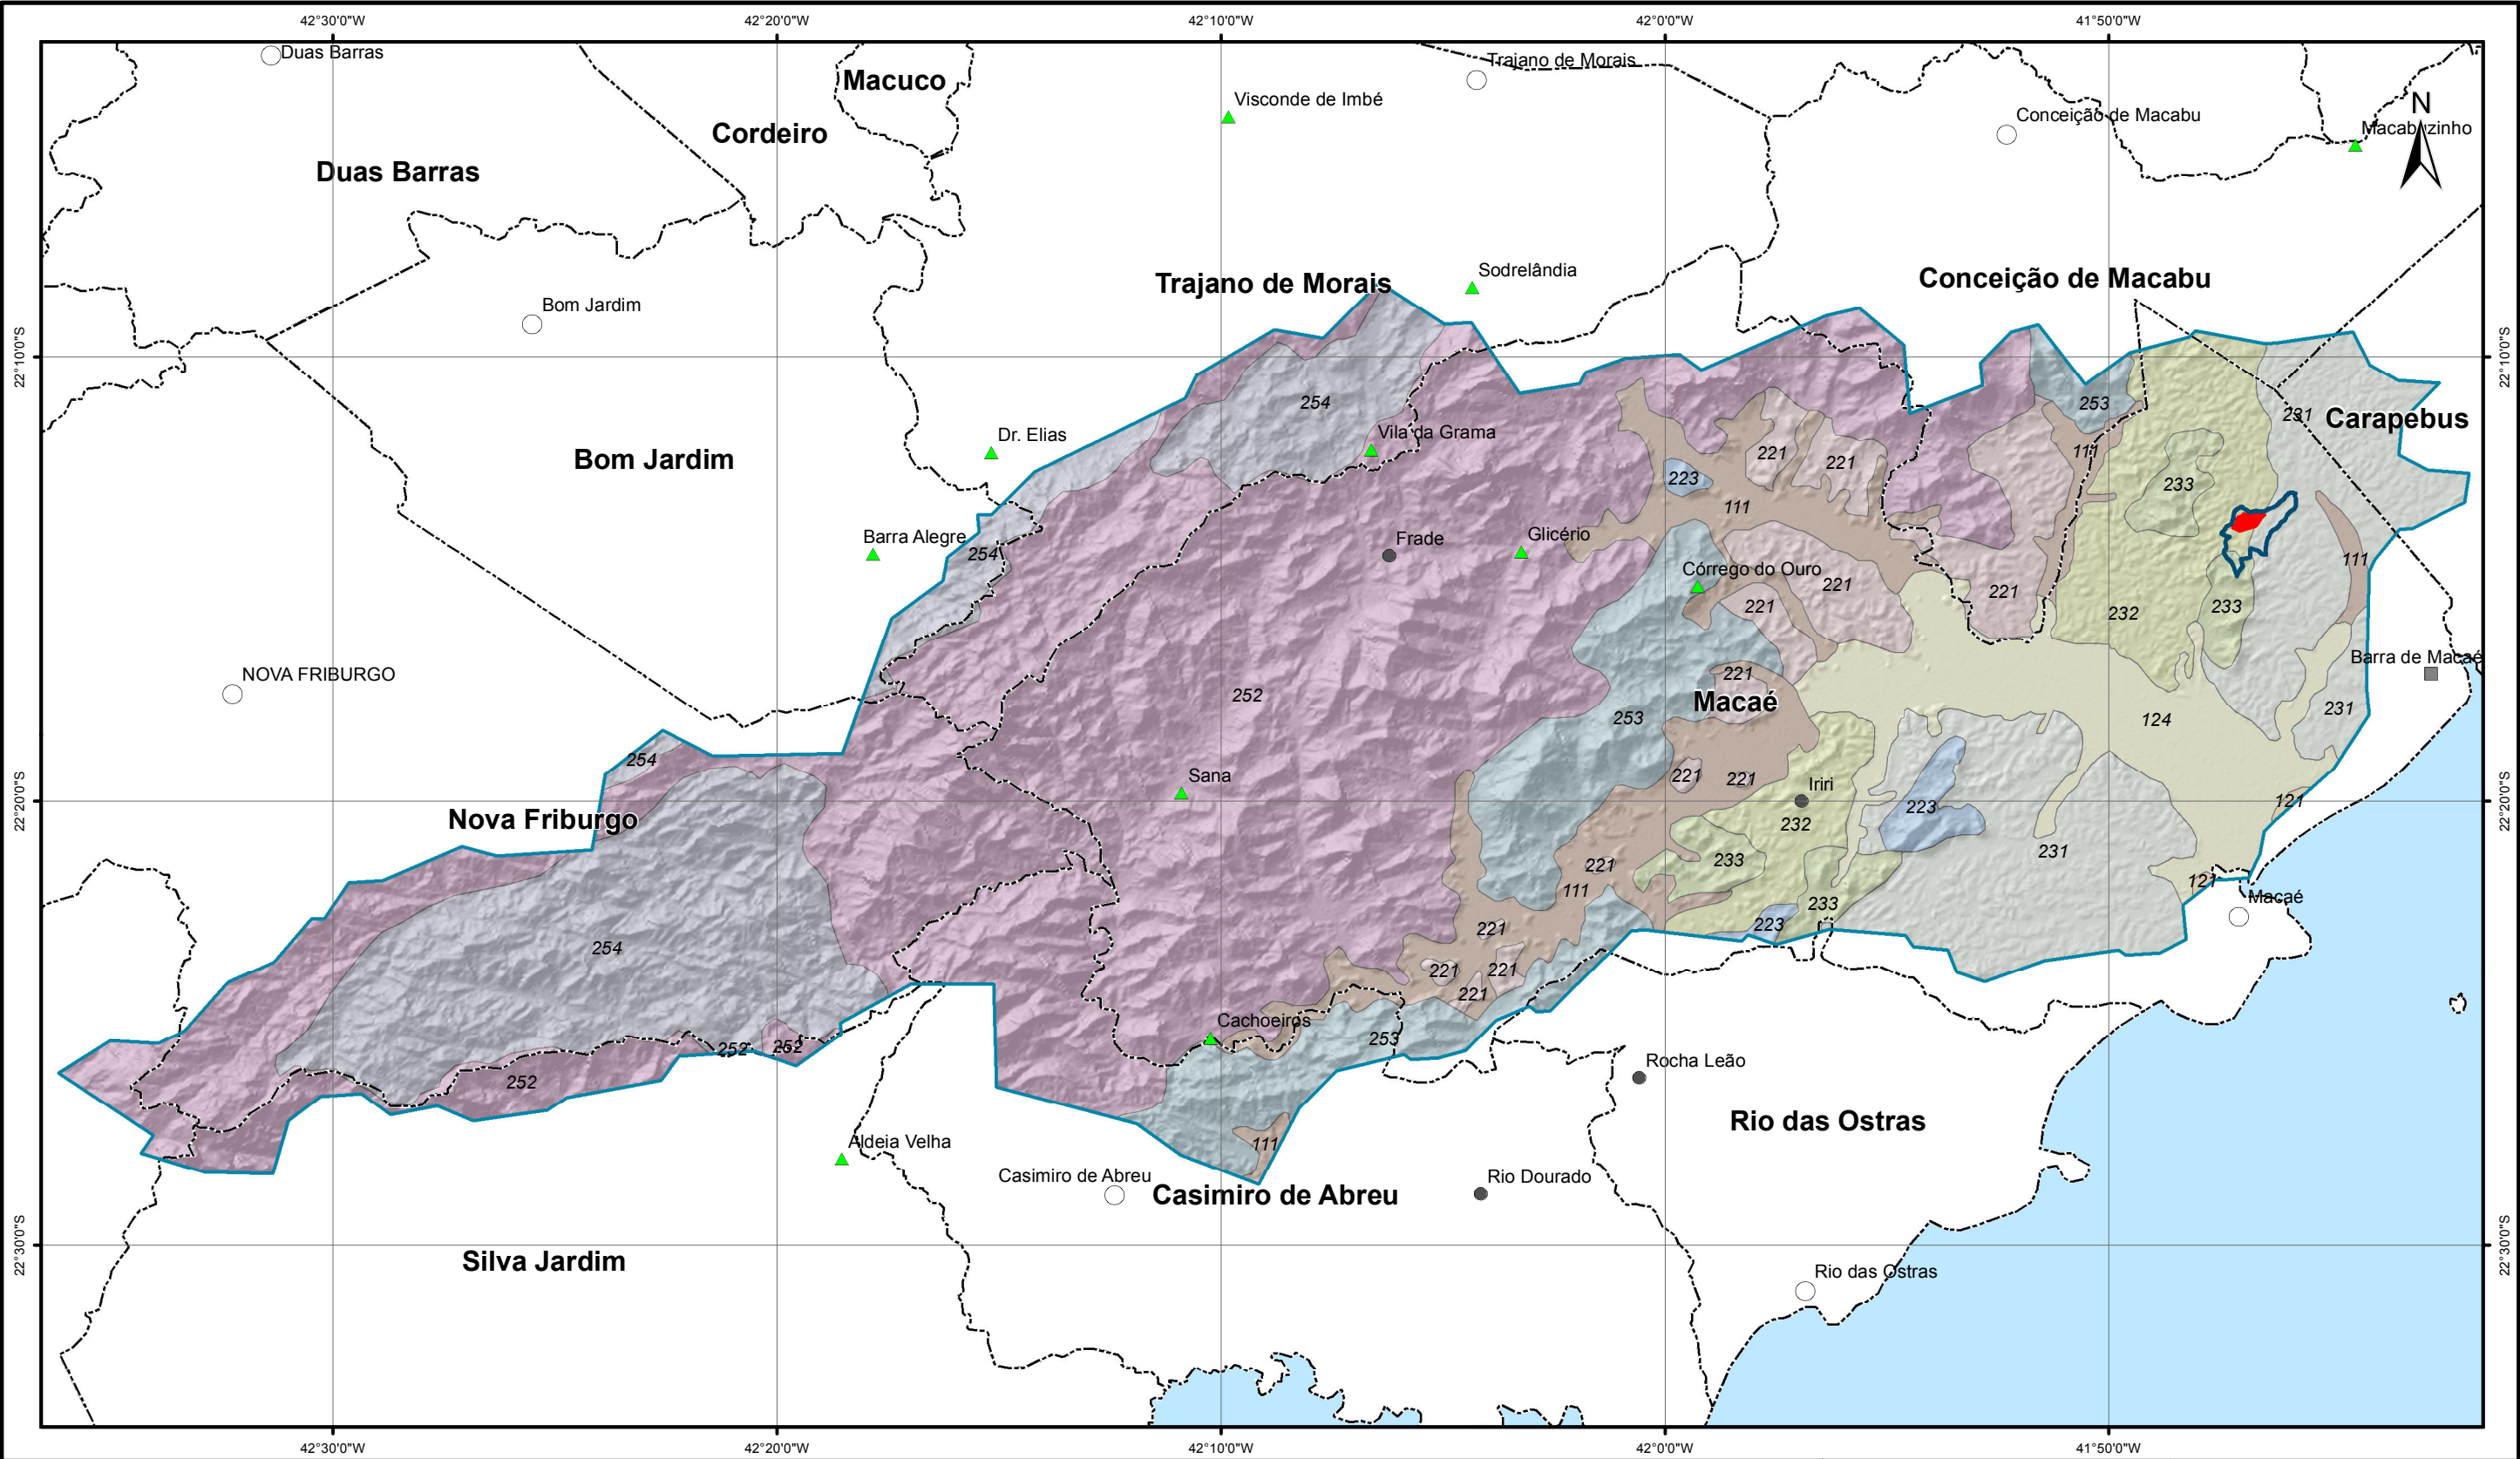 42°30'0"W
42°20'0"W
42°10'0"W
42°0'0"W
41°50'0"W
Duas Barras
Macuco
Trajano de Morais
Visconde de Imbé
N
Conceição de Macabu
Macabuzinho
Cordeiro
Duas Barras
Sodrelândia
Trajano de Morais
Conceição de Macabu
Bom Jardim
22°10'0"S
22°10'0"S
254
253
231
Carapebus
Vila da Grama
Dr. Elias
Bom Jardim
221
221
111
223
233
111
Barra Alegre
254
Frade
Glicério
111
Córrego do Ouro
221
221
221
232
233
Barra de Macaé
NOVA FRIBURGO
221
252
Macaé
253
124
231
254
Sana
221
221
Iriri
22°20'0"S
22°20'0"S
121
223
Nova Friburgo
232
231
233
221
111
121
Macaé
233
223
221
254
221
221
221
Cachoeiros
253
252
252
252
Rocha Leão
Rio das Ostras
Aldeia Velha
111
Casimiro de Abreu
Rio Dourado
Casimiro de Abreu
22°30'0"S
22°30'0"S
Silva Jardim
Rio das Ostras
42°30'0"W
42°20'0"W
42°10'0"W
42°0'0"W
41°50'0"W